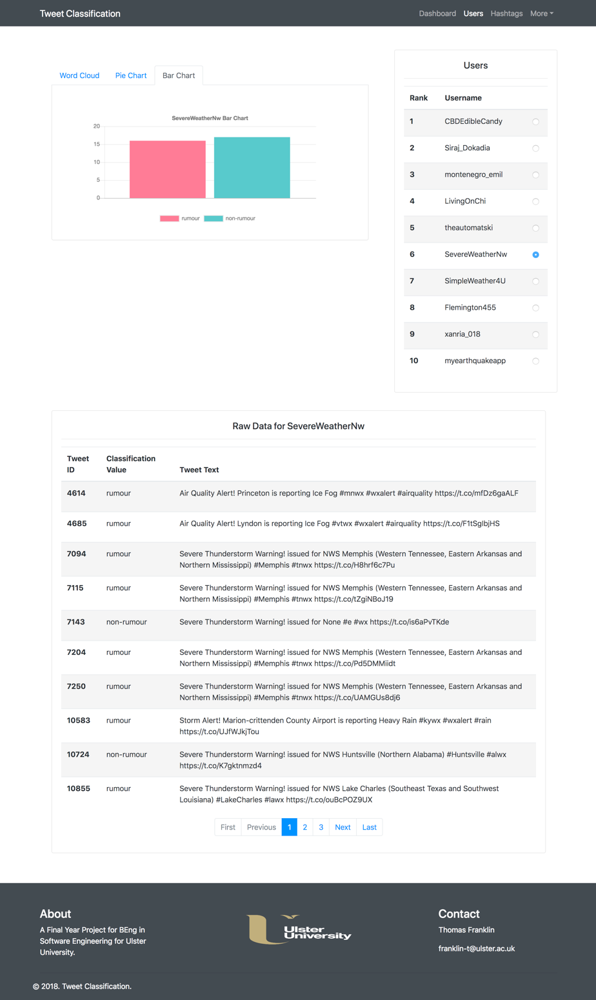 Tweet Classification
Dashboard Users Hashtags More
Word Cloud Pie Chart Bar Chart
SevereWeatherNw Bar Chart
20
15
10
5
0
rumour non-rumour
Users
Rank Username
1 CBDEdibleCandy
2 Siraj_Dokadia
3 montenegro_emil
4 LivingOnChi
5 theautomatski
6 SevereWeatherNw
7 SimpleWeather4U
8 Flemington455
9 xanria_018
10 myearthquakeapp
Raw Data for SevereWeatherNw
Tweet ID Classification Value Tweet Text
4614 rumour Air Quality Alert! Princeton is reporting Ice Fog #mnwx #wxalert #airquality https://t.co/mfDz6gaALF
4685 rumour Air Quality Alert! Lyndon is reporting Ice Fog #vtwx #wxalert #airquality https://t.co/F1tSglbjHS
7094 rumour Severe Thunderstorm Warning! issued for NWS Memphis (Western Tennessee, Eastern Arkansas and
Northern Mississippi) #Memphis #tnwx https://t.co/H8hrf6c7Pu
7115 rumour Severe Thunderstorm Warning! issued for NWS Memphis (Western Tennessee, Eastern Arkansas and
Northern Mississippi) #Memphis #tnwx https://t.co/tZgiNBoJ19
7143 non-rumour Severe Thunderstorm Warning! issued for None #e #wx https://t.co/is6aPvTKde
7204 rumour Severe Thunderstorm Warning! issued for NWS Memphis (Western Tennessee, Eastern Arkansas and
Northern Mississippi) #Memphis #tnwx https://t.co/Pd5DMMiidt
7250 rumour Severe Thunderstorm Warning! issued for NWS Memphis (Western Tennessee, Eastern Arkansas and
Northern Mississippi) #Memphis #tnwx https://t.co/UAMGUs8dj6
10583 rumour Storm Alert! Marion-crittenden County Airport is reporting Heavy Rain #kywx #wxalert #rain
https://t.co/UJfWJkjTou
10724 non-rumour Severe Thunderstorm Warning! issued for NWS Huntsville (Northern Alabama) #Huntsville #alwx
https://t.co/K7gktnmzd4
10855 rumour Severe Thunderstorm Warning! issued for NWS Lake Charles (Southeast Texas and Southwest
Louisiana) #LakeCharles #lawx https://t.co/ouBcPOZ9UX
First Previous 1 2 3 Next Last
About
A Final Year Project for BEng in
Software Engineering for Ulster
University.
Ulster
University
Contact
Thomas Franklin
franklin-t@ulster.ac.uk
© 2018. Tweet Classification.